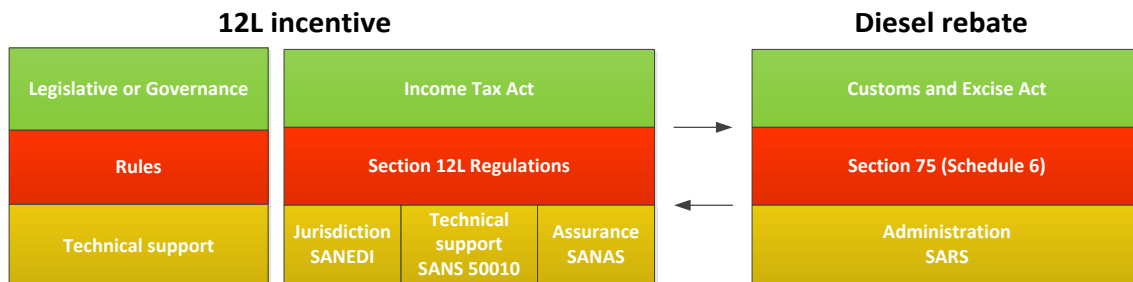 12L incentive
Diesel rebate
Legislative or Governance
Income Tax Act
Customs and Excise Act
Rules
Section 12L Regulations
Section 75 (Schedule 6)
Technical support
Jurisdiction
SANEDI
Technical
support
SANS 50010
Assurance
SANAS
Administration
SARS